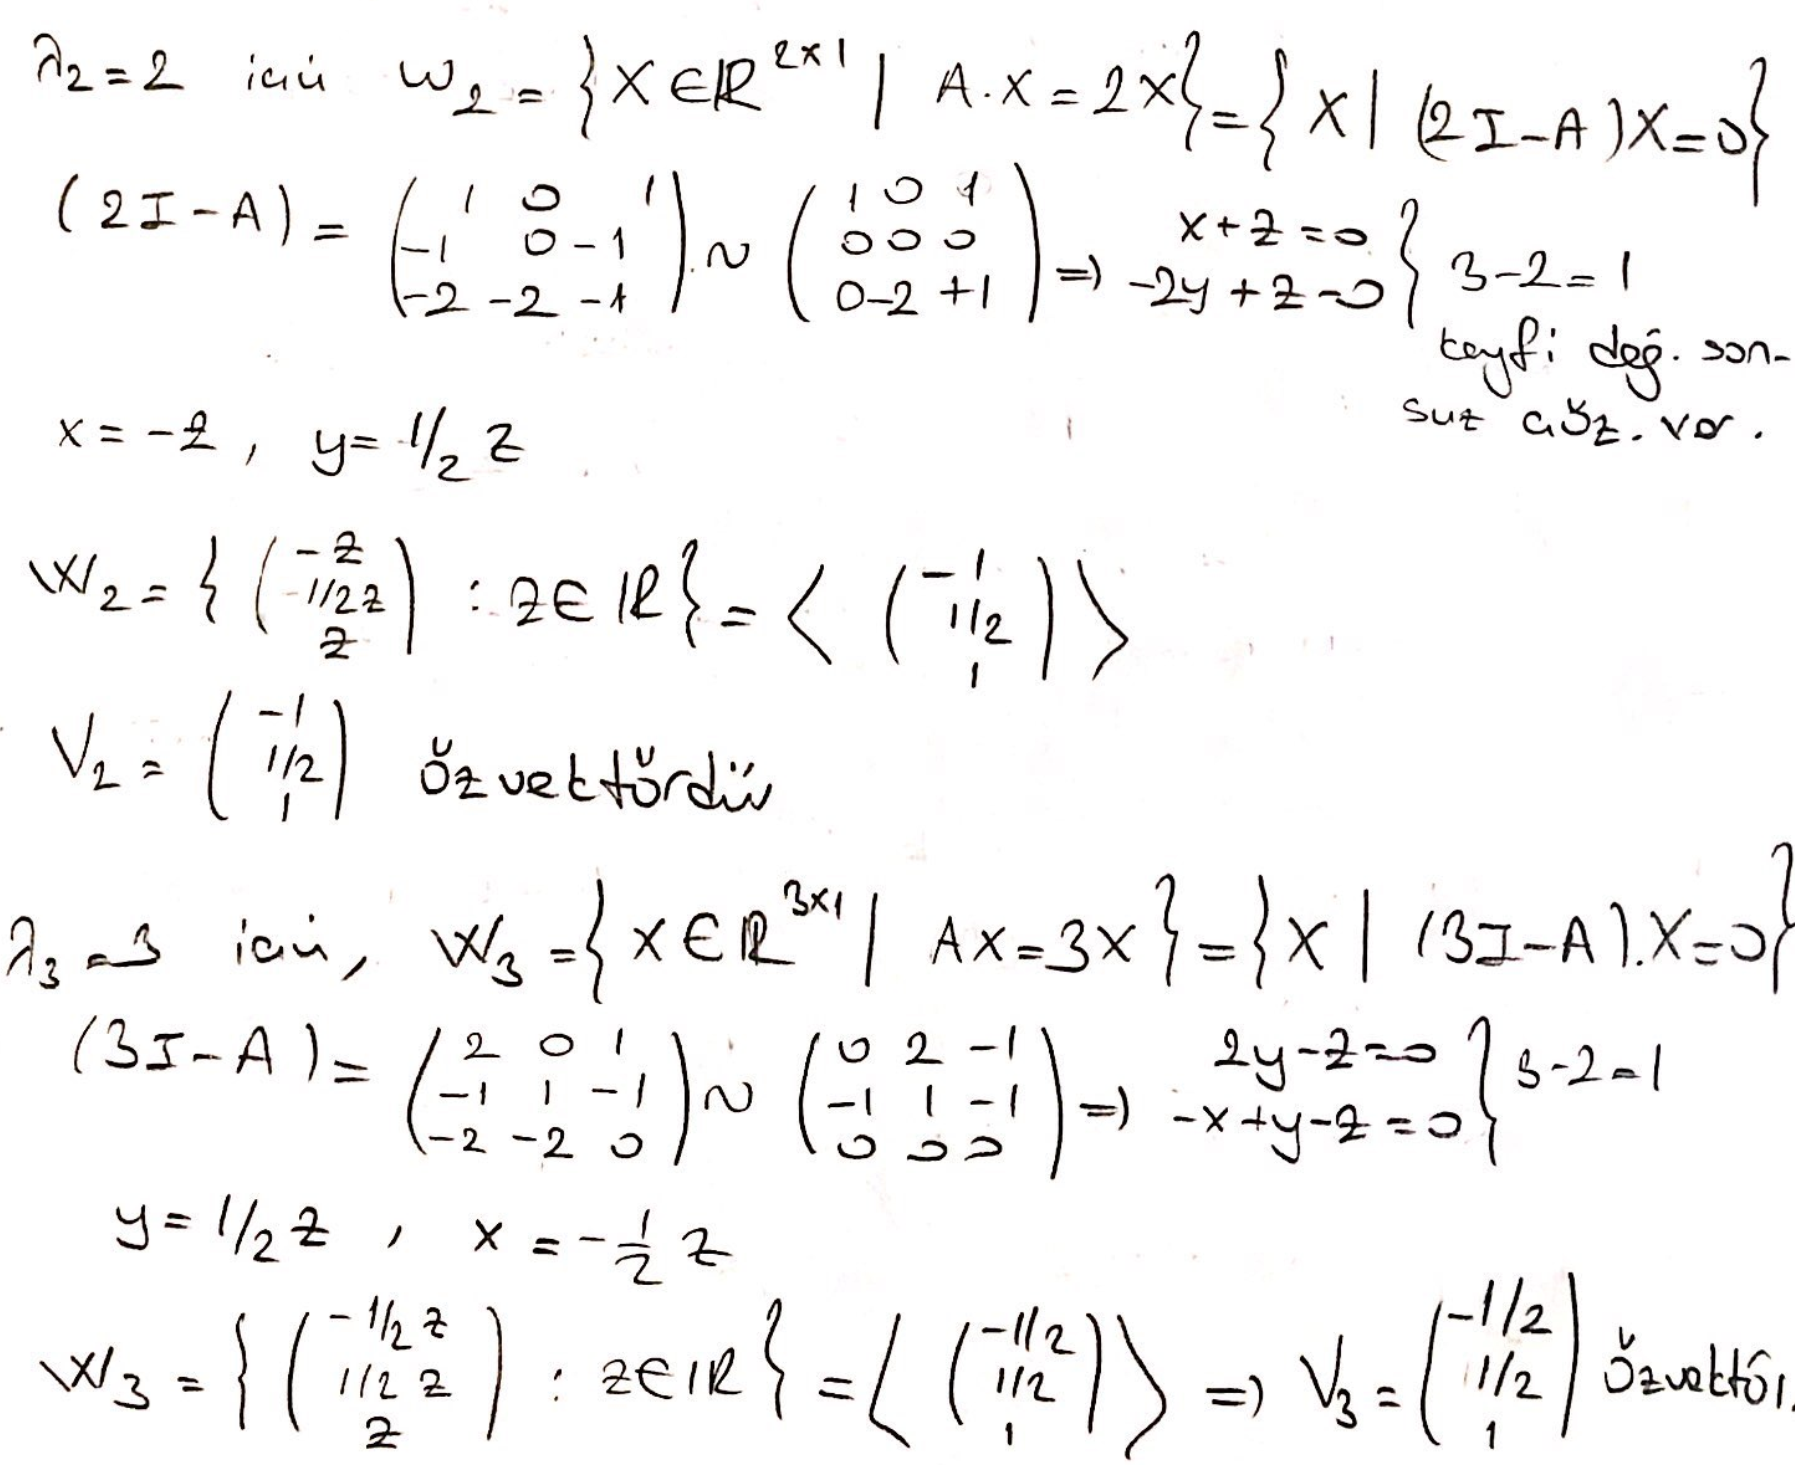 λ₂=2 için W₂ = {X∈ℝ^{2x1} | A.X=2X} = {X | (2I-A)X=0}
(2I-A) = (1 0 1; -1 0 -1; -2 -2 -1) ~ (1 0 1; 0 0 0; 0 -2 +1) ⇒ x+z=0, -2y+z=0 } 3-2=1
keyfi değ. son-
suz çöz. var.
x = -z, y = 1/2 z
W₂ = {(-z; -1/2z; z) : z∈ℝ} = <(-1; 1/2; 1)>
V₂ = (-1; 1/2; 1) özvektördür
λ₃=3 için, W₃ = {X∈ℝ^{3x1} | AX=3X} = {X | (3I-A).X=0}
(3I-A) = (2 0 1; -1 1 -1; -2 -2 0) ~ (0 2 -1; -1 1 -1; 0 0 0) ⇒ 2y-z=0, -x+y-z=0 } 3-2=1
y = 1/2 z, x = -1/2 z
W₃ = {(-1/2 z; 1/2 z; z) : z∈ℝ} = <(-1/2; 1/2; 1)> ⇒ V₃ = (-1/2; 1/2; 1) özvektör.